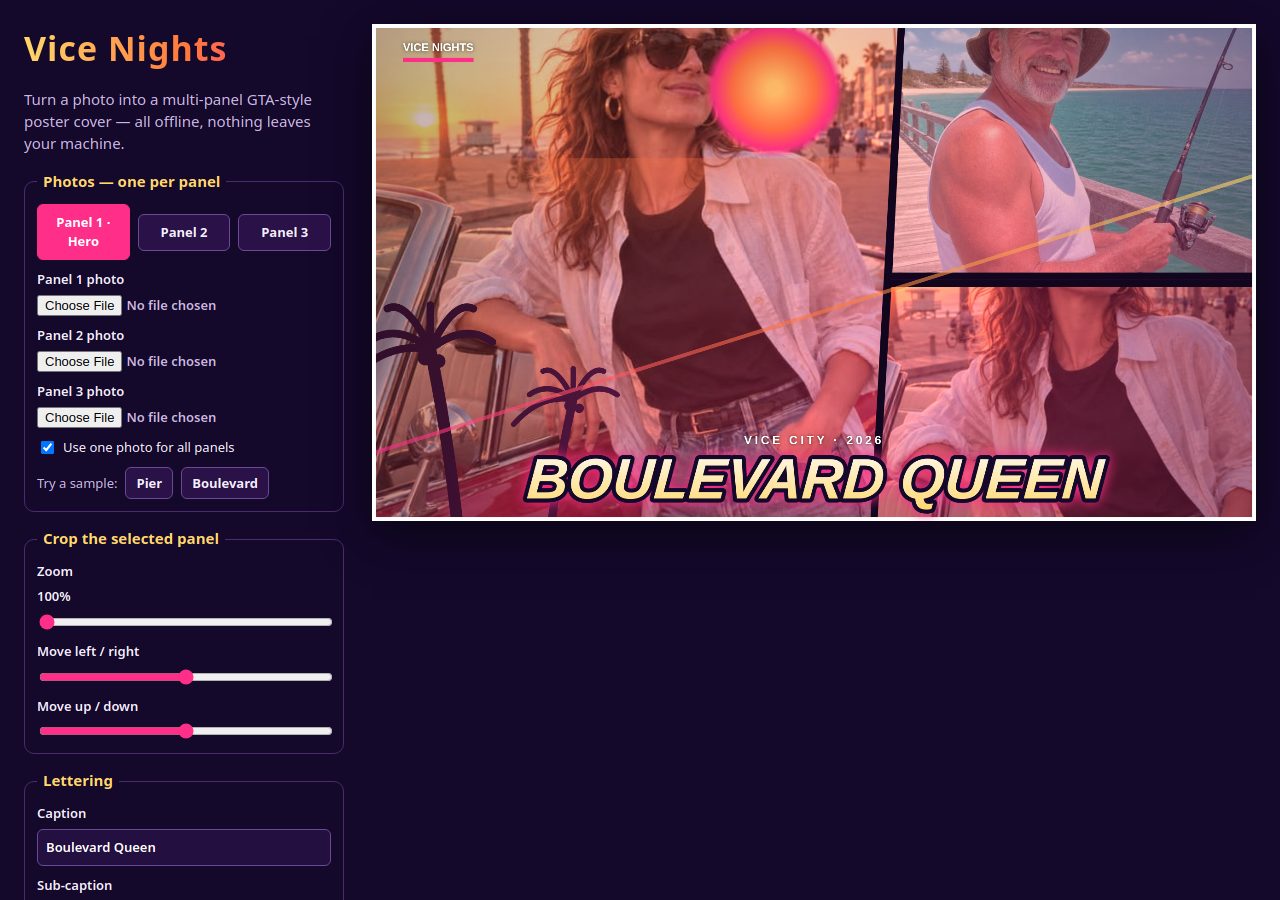 Vice Nights
Turn a photo into a multi-panel GTA-style
poster cover — all offline, nothing leaves
your machine.
Photos — one per panel
Panel 1 ·
Hero
Panel 2
Panel 3
Panel 1 photo
Choose File No file chosen
Panel 2 photo
Choose File No file chosen
Panel 3 photo
Choose File No file chosen
Use one photo for all panels
Try a sample: Pier Boulevard
Crop the selected panel
Zoom
100%
Move left / right
Move up / down
Lettering
Caption
Boulevard Queen
Sub-caption
VICE NIGHTS
VICE CITY · 2026
BOULEVARD QUEEN